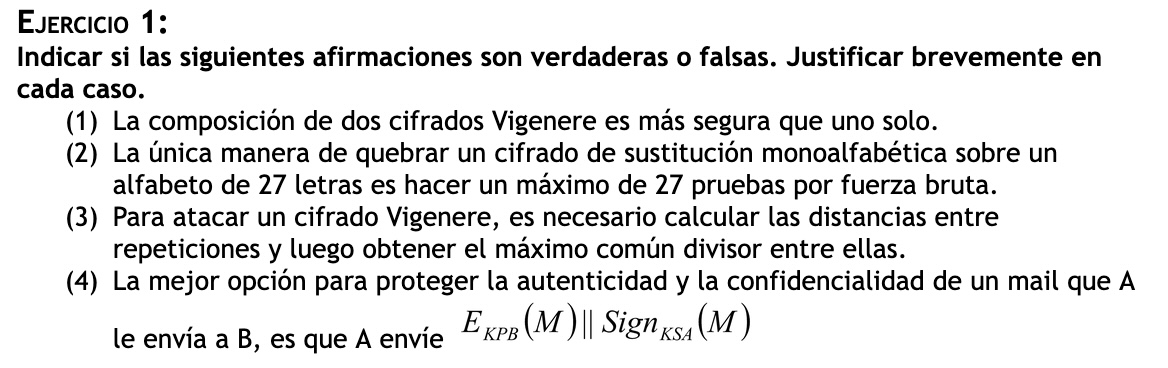 EJERCICIO 1:
Indicar si las siguientes afirmaciones son verdaderas o falsas. Justificar brevemente en
cada caso.
(1) La composición de dos cifrados Vigenere es más segura que uno solo.
(2) La única manera de quebrar un cifrado de sustitución monoalfabética sobre un
alfabeto de 27 letras es hacer un máximo de 27 pruebas por fuerza bruta.
(3) Para atacar un cifrado Vigenere, es necesario calcular las distancias entre
repeticiones y luego obtener el máximo común divisor entre ellas.
(4) La mejor opción para proteger la autenticidad y la confidencialidad de un mail que A
le envía a B, es que A envíe E_KPB(M) || Sign_KSA(M)